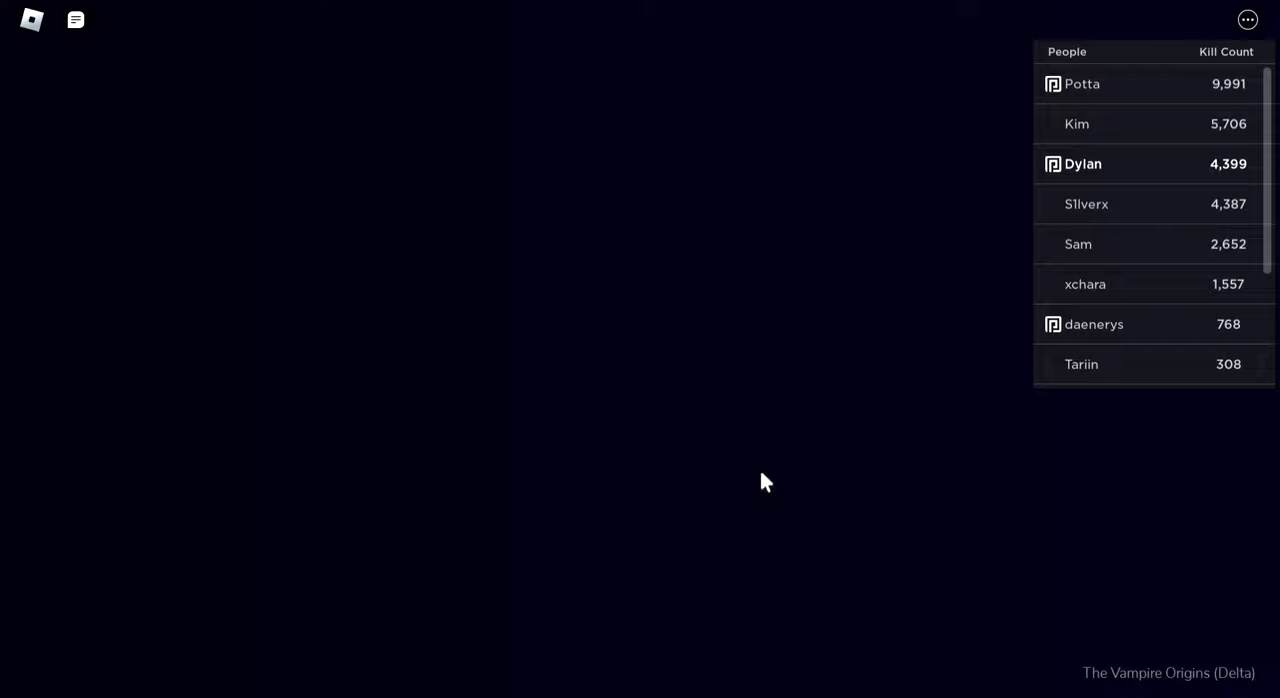 People Kill Count
Potta 9,991
Kim 5,706
Dylan 4,399
S1lverx 4,387
Sam 2,652
xchara 1,557
daenerys 768
Tariin 308
The Vampire Origins (Delta)